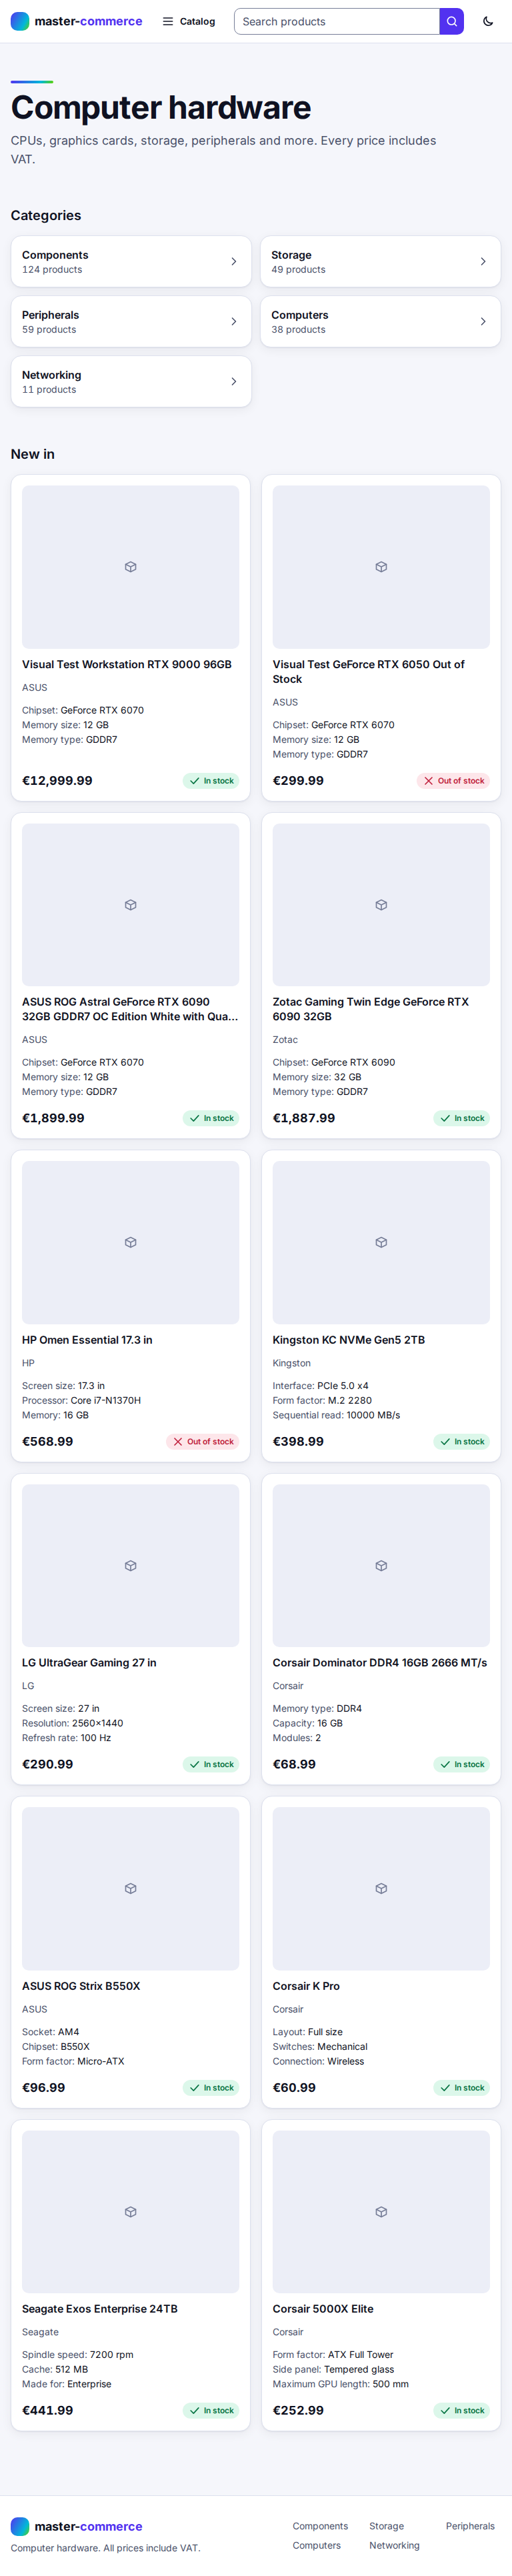 master-commerce
Catalog
Search products
Computer hardware
CPUs, graphics cards, storage, peripherals and more. Every price includes
VAT.
Categories
Components
124 products
Storage
49 products
Peripherals
59 products
Computers
38 products
Networking
11 products
New in
Visual Test Workstation RTX 9000 96GB
ASUS
Chipset: GeForce RTX 6070
Memory size: 12 GB
Memory type: GDDR7
€12,999.99
In stock
Visual Test GeForce RTX 6050 Out of
Stock
ASUS
Chipset: GeForce RTX 6070
Memory size: 12 GB
Memory type: GDDR7
€299.99
Out of stock
ASUS ROG Astral GeForce RTX 6090
32GB GDDR7 OC Edition White with Qua...
ASUS
Chipset: GeForce RTX 6070
Memory size: 12 GB
Memory type: GDDR7
€1,899.99
In stock
Zotac Gaming Twin Edge GeForce RTX
6090 32GB
Zotac
Chipset: GeForce RTX 6090
Memory size: 32 GB
Memory type: GDDR7
€1,887.99
In stock
HP Omen Essential 17.3 in
HP
Screen size: 17.3 in
Processor: Core i7-N1370H
Memory: 16 GB
€568.99
Out of stock
Kingston KC NVMe Gen5 2TB
Kingston
Interface: PCIe 5.0 x4
Form factor: M.2 2280
Sequential read: 10000 MB/s
€398.99
In stock
LG UltraGear Gaming 27 in
LG
Screen size: 27 in
Resolution: 2560×1440
Refresh rate: 100 Hz
€290.99
In stock
Corsair Dominator DDR4 16GB 2666 MT/s
Corsair
Memory type: DDR4
Capacity: 16 GB
Modules: 2
€68.99
In stock
ASUS ROG Strix B550X
ASUS
Socket: AM4
Chipset: B550X
Form factor: Micro-ATX
€96.99
In stock
Corsair K Pro
Corsair
Layout: Full size
Switches: Mechanical
Connection: Wireless
€60.99
In stock
Seagate Exos Enterprise 24TB
Seagate
Spindle speed: 7200 rpm
Cache: 512 MB
Made for: Enterprise
€441.99
In stock
Corsair 5000X Elite
Corsair
Form factor: ATX Full Tower
Side panel: Tempered glass
Maximum GPU length: 500 mm
€252.99
In stock
master-commerce
Computer hardware. All prices include VAT.
Components
Storage
Peripherals
Computers
Networking